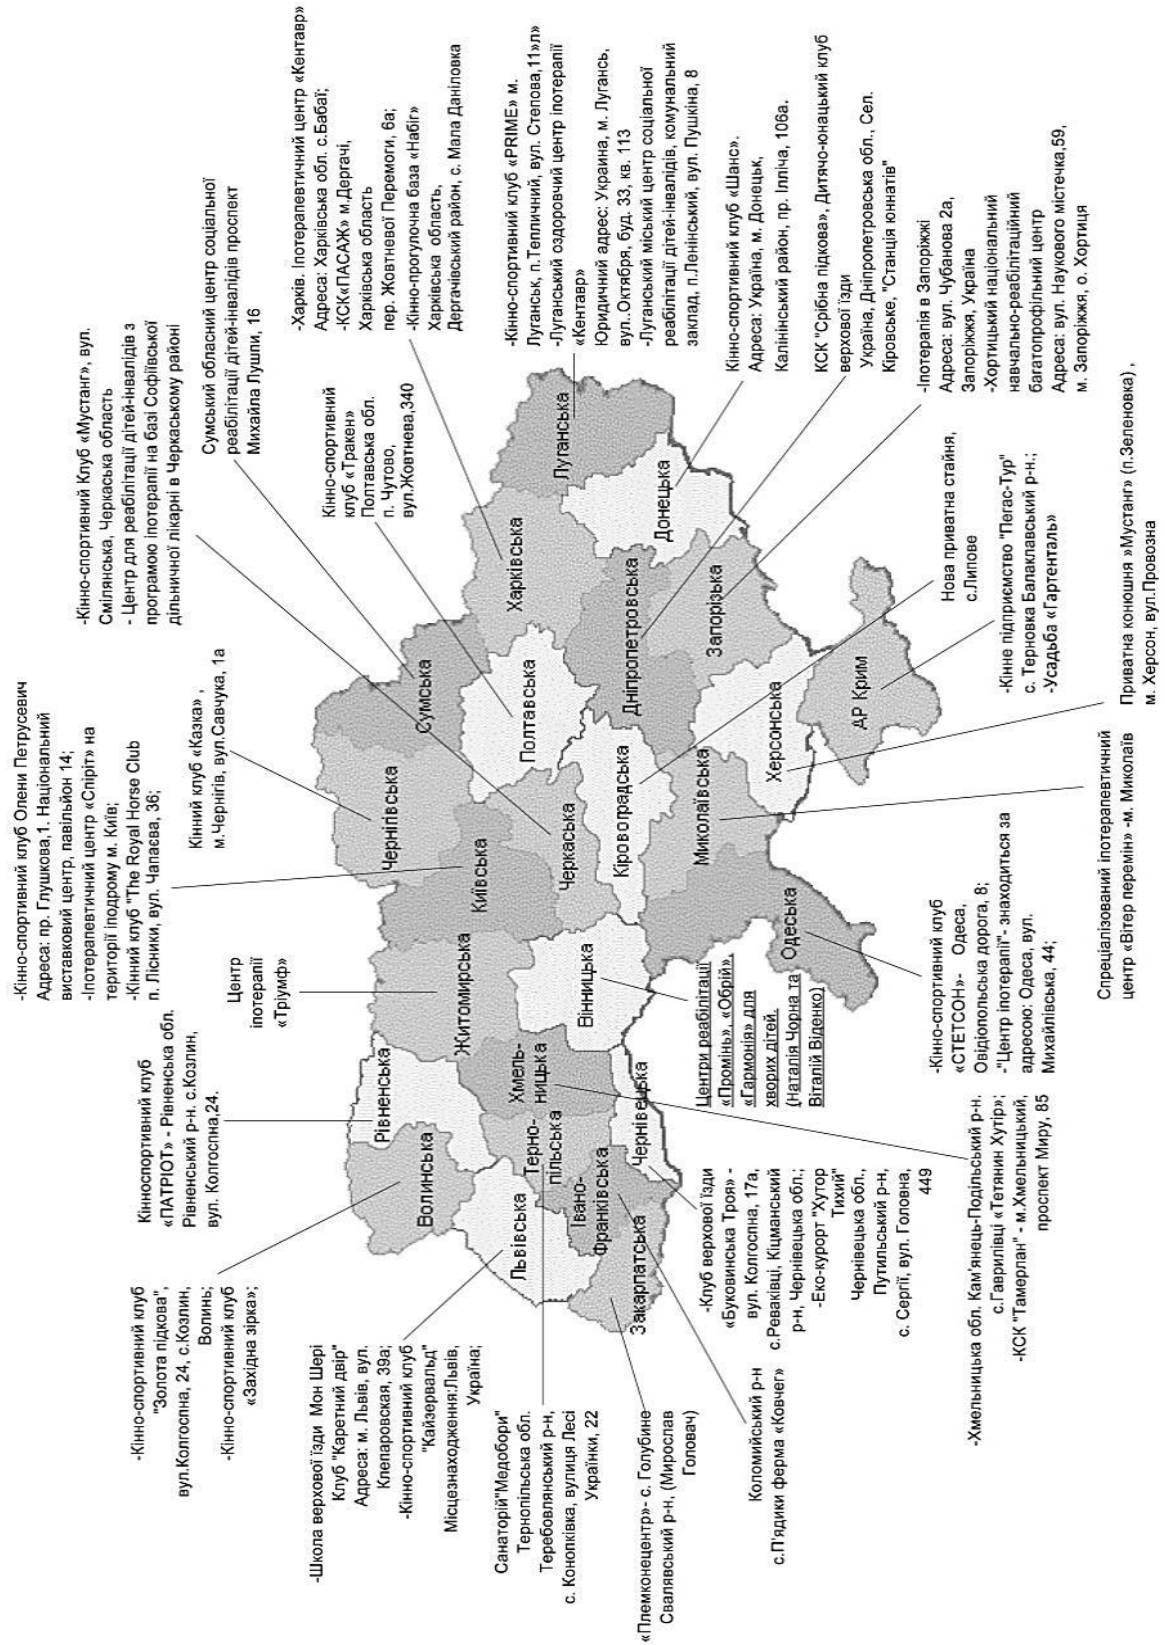 -Кінно-спортивний клуб Олени Петрусевич
Адреса: пр. Глушкова,1. Національний
виставковий центр, павільйон 14;
-Іпотерапевтичний центр «Спіріт» на
території іподрому м. Київ;
-Кінний клуб "The Royal Horse Club
п. Лісники, вул. Чапаєва, 36;
-Кінно-спортивний Клуб «Мустанг», вул.
Смілянська, Черкаська область
- Центр для реабілітації дітей-інвалідів з
програмою іпотерапії на базі Софіївської
дільничної лікарні в Черкаському районі
Сумський обласний центр соціальної
реабілітації дітей-інвалідів проспект
Михайла Лушпи, 16
-Харків. Іпотерапевтичний центр «Кентавр»
Адреса: Харківська обл. с.Бабаї;
-КСК«ПАСАЖ» м.Дергачі,
Харківська область
пер. Жовтневої Перемоги, 6а;
-Кінно-прогулочна база «Набіг»
Харківська область,
Дергачівський район, с. Мала Даніловка
Кінний клуб «Казка» ,
м.Чернігів, вул.Савчука, 1а
Кінно-спортивний
клуб «Тракен»
Полтавська обл.
п. Чутово,
вул.Жовтнева,340
-Кінно-спортивний клуб «PRIME» м.
Луганськ, п.Тепличний, вул. Степова,11»л»
-Луганський оздоровчий центр іпотерапії
«Кентавр»
Юридичний адрес: Украина, м. Лугансь,
вул..Октября, буд. 33, кв. 113
-Луганський міський центр соціальної
реабілітації дітей-інвалідів, комунальний
заклад, п.Ленінський, вул. Пушкіна, 8
Кінно-спортивний клуб «Шанс».
Адреса: Україна, м. Донецьк,
Калінінський район, пр. Ілліча, 106а.
КСК "Срібна підкова», Дитячо-юнацький клуб
верхової їзди
Україна, Дніпропетровська обл., Сел.
Кіровське, "Станція юннатів"
-Іпотерапія в Запоріжжі
Адреса: вул. Чубанова 2а,
Запоріжжя, Україна
-Хортицький національний
навчально-реабілітаційний
багатопрофільний центр
Адреса: вул. Наукового містечка,59,
м. Запоріжжя, о. Хортиця
Нова приватна стайня,
с.Липове
-Кінне підприємство "Пегас-Тур"
с. Терновка Балаклавський р-н.;
-Усадьба «Гартенталь»
Приватна конюшня »Мустанг» (п.Зеленовка) ,
м. Херсон, вул.Провозна
Спреціалізований іпотерапевтичний
центр «Вітер перемін» -м. Миколаїв
-Кінно-спортивний клуб
«СТЕТСОН»- Одеса,
Овідіопольська дорога, 8;
-"Центр іпотерапії"- знаходиться за
адресою: Одеса, вул.
Михайлівська, 44;
Центри реабілітації
«Промінь», «Обрій»,
«Гармонія» для
хворих дітей.
(Наталія Чорна та
Віталій Віденко)
Центр
іпотерапії
«Тріумф»
Кінноспортивний клуб
«ПАТРІОТ» - Рівненська обл.
Рівненський р-н. с.Козлин,
вул. Колгоспна,24.
-Кінно-спортивний клуб
"Золота підкова",
вул.Колгоспна, 24, с.Козлин,
Волинь;
-Кінно-спортивний клуб
«Західна зірка»;
-Школа верхової їзди Мон Шері
Клуб "Каретний двір"
Адреса: м. Львів, вул.
Клепаровская, 39а;
-Кінно-спортивний клуб
"Кайзервальд"
Місцезнаходження:Львів,
Україна;
Санаторій"Медобори"
Тернопільська обл.
Теребовлянський р-н,
с. Конопківка, вулиця Лесі
Українки, 22
«Племконецентр»- с. Голубине
Свалявський р-н, (Мирослав
Головач)
Коломийський р-н
с.П'ядики ферма «Ковчег»
-Клуб верхової їзди
«Буковинська Троя» -
вул. Колгоспна, 17а,
с.Реваківці, Кіцманський
р-н, Чернівецька обл.;
-Еко-курорт "Хутор
Тихий"
Чернівецька обл.,
Путильський р-н,
с. Сергії, вул. Головна,
449
-Хмельницька обл. Кам'янець-Подільський р-н.
с.Гаврилівці «Тетянин Хутір»;
-КСК "Тамерлан" - м.Хмельницький,
проспект Миру, 85
Волинська
Рівненська
Житомирська
Київська
Чернігівська
Сумська
Львівська
Терно-
пільська
Хмель-
ницька
Вінницька
Черкаська
Полтавська
Харківська
Луганська
Закарпатська
Івано-
Франківська
Чернівецька
Кіровоградська
Дніпропетровська
Донецька
Одеська
Миколаївська
Херсонська
Запорізька
АР Крим